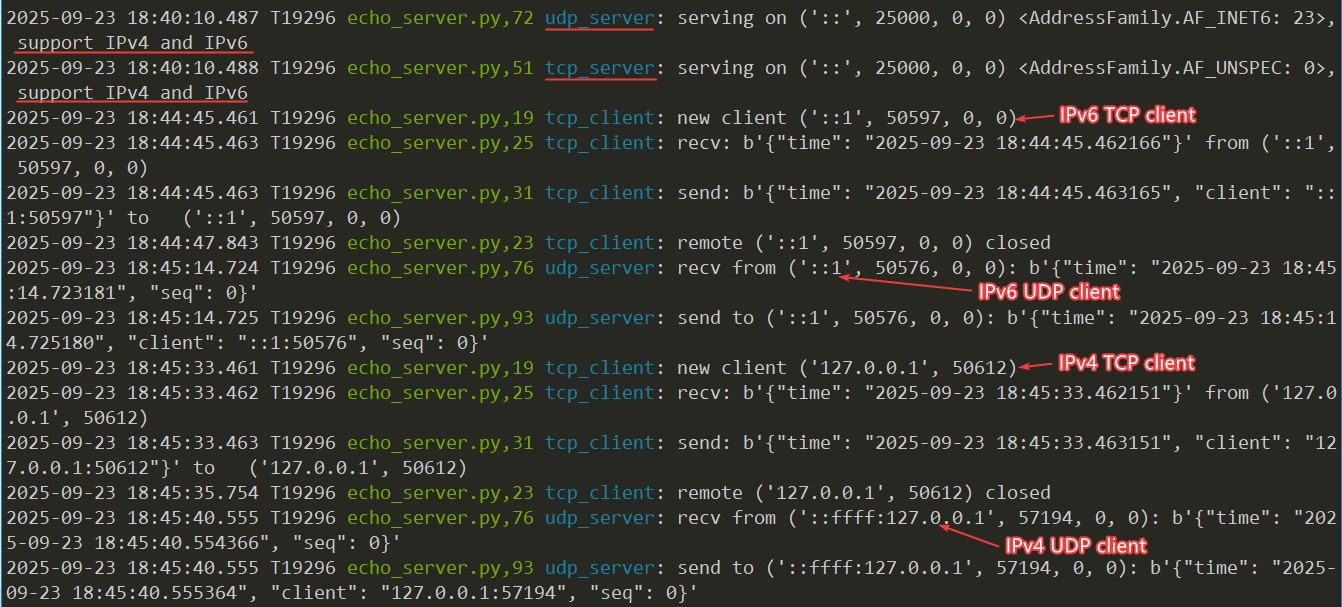 2025-09-23 18:40:10.487 T19296 echo_server.py,72 udp_server: serving on ('::', 25000, 0, 0) <AddressFamily.AF_INET6: 23>,
support IPv4 and IPv6
2025-09-23 18:40:10.488 T19296 echo_server.py,51 tcp_server: serving on ('::', 25000, 0, 0) <AddressFamily.AF_UNSPEC: 0>,
support IPv4 and IPv6
2025-09-23 18:44:45.461 T19296 echo_server.py,19 tcp_client: new client ('::1', 50597, 0, 0) IPv6 TCP client
2025-09-23 18:44:45.463 T19296 echo_server.py,25 tcp_client: recv: b'{"time": "2025-09-23 18:44:45.462166"}' from ('::1',
50597, 0, 0)
2025-09-23 18:44:45.463 T19296 echo_server.py,31 tcp_client: send: b'{"time": "2025-09-23 18:44:45.463165", "client": "::
1:50597"}' to   ('::1', 50597, 0, 0)
2025-09-23 18:44:47.843 T19296 echo_server.py,23 tcp_client: remote ('::1', 50597, 0, 0) closed
2025-09-23 18:45:14.724 T19296 echo_server.py,76 udp_server: recv from ('::1', 50576, 0, 0): b'{"time": "2025-09-23 18:45
:14.723181", "seq": 0}'
IPv6 UDP client
2025-09-23 18:45:14.725 T19296 echo_server.py,93 udp_server: send to ('::1', 50576, 0, 0): b'{"time": "2025-09-23 18:45:1
4.725180", "client": "::1:50576", "seq": 0}'
2025-09-23 18:45:33.461 T19296 echo_server.py,19 tcp_client: new client ('127.0.0.1', 50612) IPv4 TCP client
2025-09-23 18:45:33.462 T19296 echo_server.py,25 tcp_client: recv: b'{"time": "2025-09-23 18:45:33.462151"}' from ('127.0
.0.1', 50612)
2025-09-23 18:45:33.463 T19296 echo_server.py,31 tcp_client: send: b'{"time": "2025-09-23 18:45:33.463151", "client": "12
7.0.0.1:50612"}' to   ('127.0.0.1', 50612)
2025-09-23 18:45:35.754 T19296 echo_server.py,23 tcp_client: remote ('127.0.0.1', 50612) closed
2025-09-23 18:45:40.555 T19296 echo_server.py,76 udp_server: recv from ('::ffff:127.0.0.1', 57194, 0, 0): b'{"time": "202
5-09-23 18:45:40.554366", "seq": 0}'
IPv4 UDP client
2025-09-23 18:45:40.555 T19296 echo_server.py,93 udp_server: send to ('::ffff:127.0.0.1', 57194, 0, 0): b'{"time": "2025-
09-23 18:45:40.555364", "client": "127.0.0.1:57194", "seq": 0}'